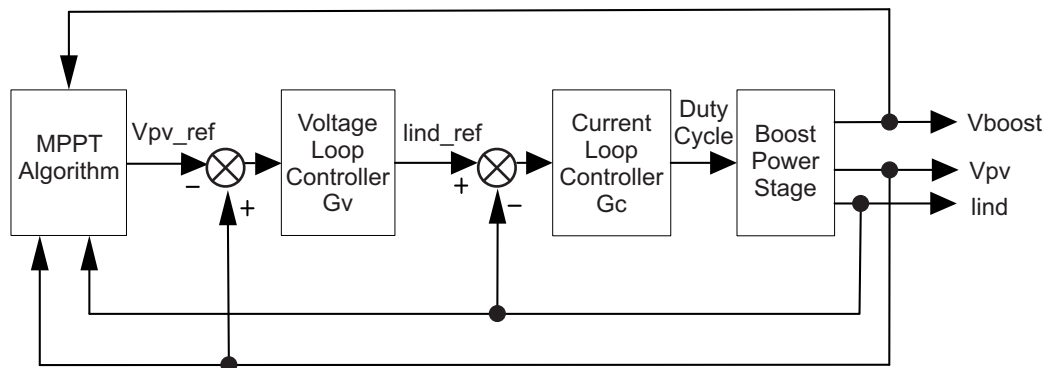 MPPT
Algorithm
Vpv_ref
−
+
Voltage
Loop
Controller
Gv
Iind_ref
+
−
Current
Loop
Controller
Gc
Duty
Cycle
Boost
Power
Stage
Vboost
Vpv
Iind